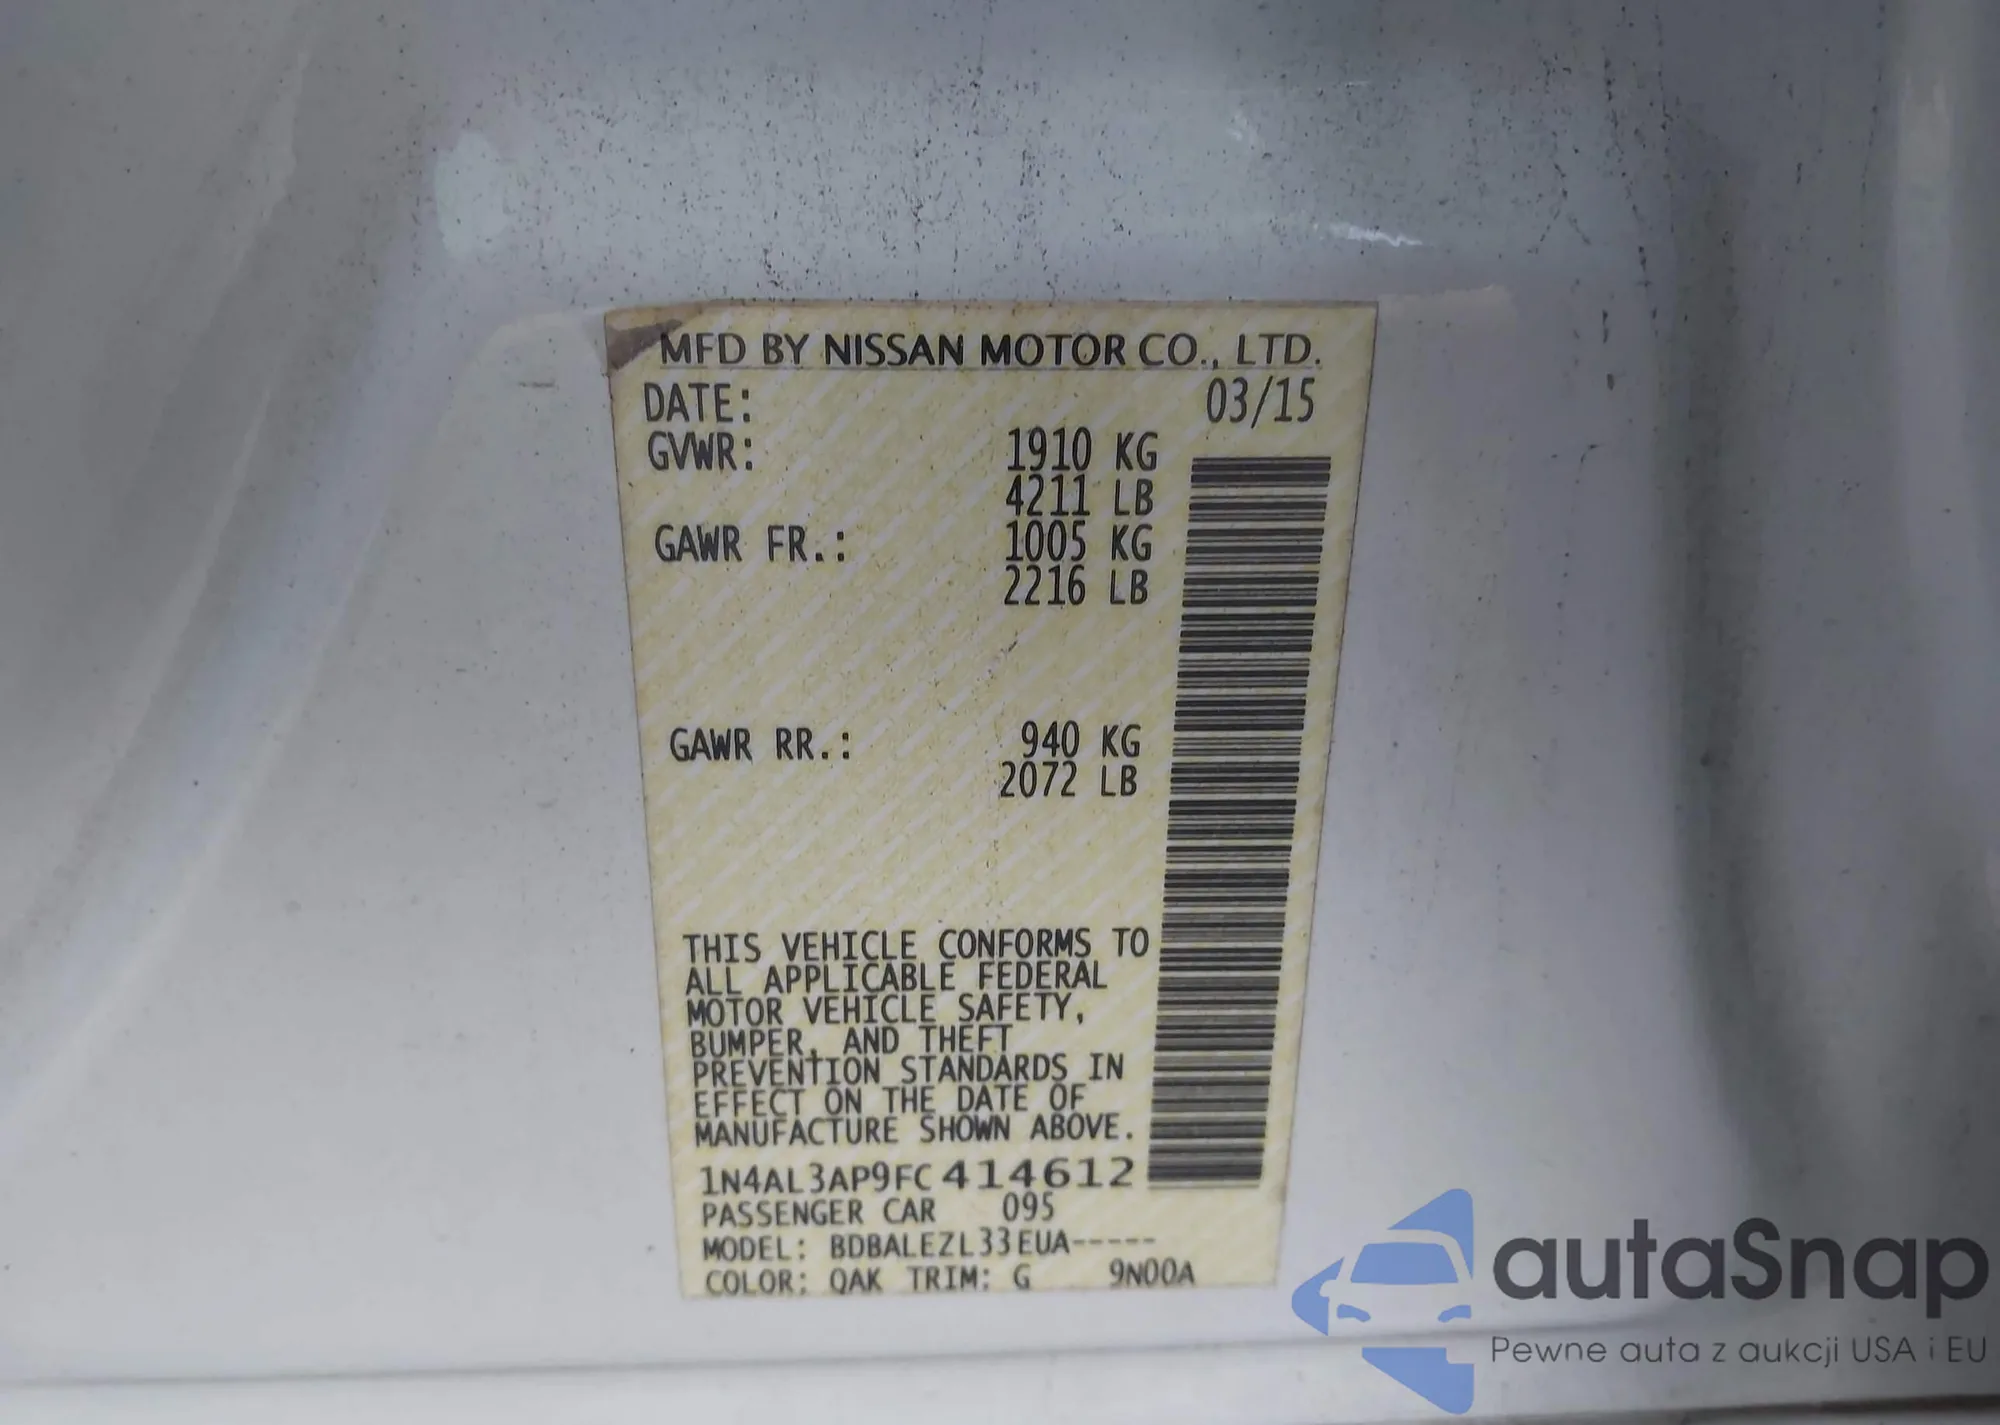 MFD BY NISSAN MOTOR CO., LTD.
DATE: 03/15
GVWR: 1910 KG
4211 LB
GAWR FR.: 1005 KG
2216 LB
GAWR RR.: 940 KG
2072 LB
THIS VEHICLE CONFORMS TO
ALL APPLICABLE FEDERAL
MOTOR VEHICLE SAFETY,
BUMPER, AND THEFT
PREVENTION STANDARDS IN
EFFECT ON THE DATE OF
MANUFACTURE SHOWN ABOVE.
1N4AL3AP9FC414612
PASSENGER CAR 095
MODEL: BDBALEZL33EUA-----
COLOR: QAK TRIM: G 9N00A
autaSnap
Pewne auta z aukcji USA i EU